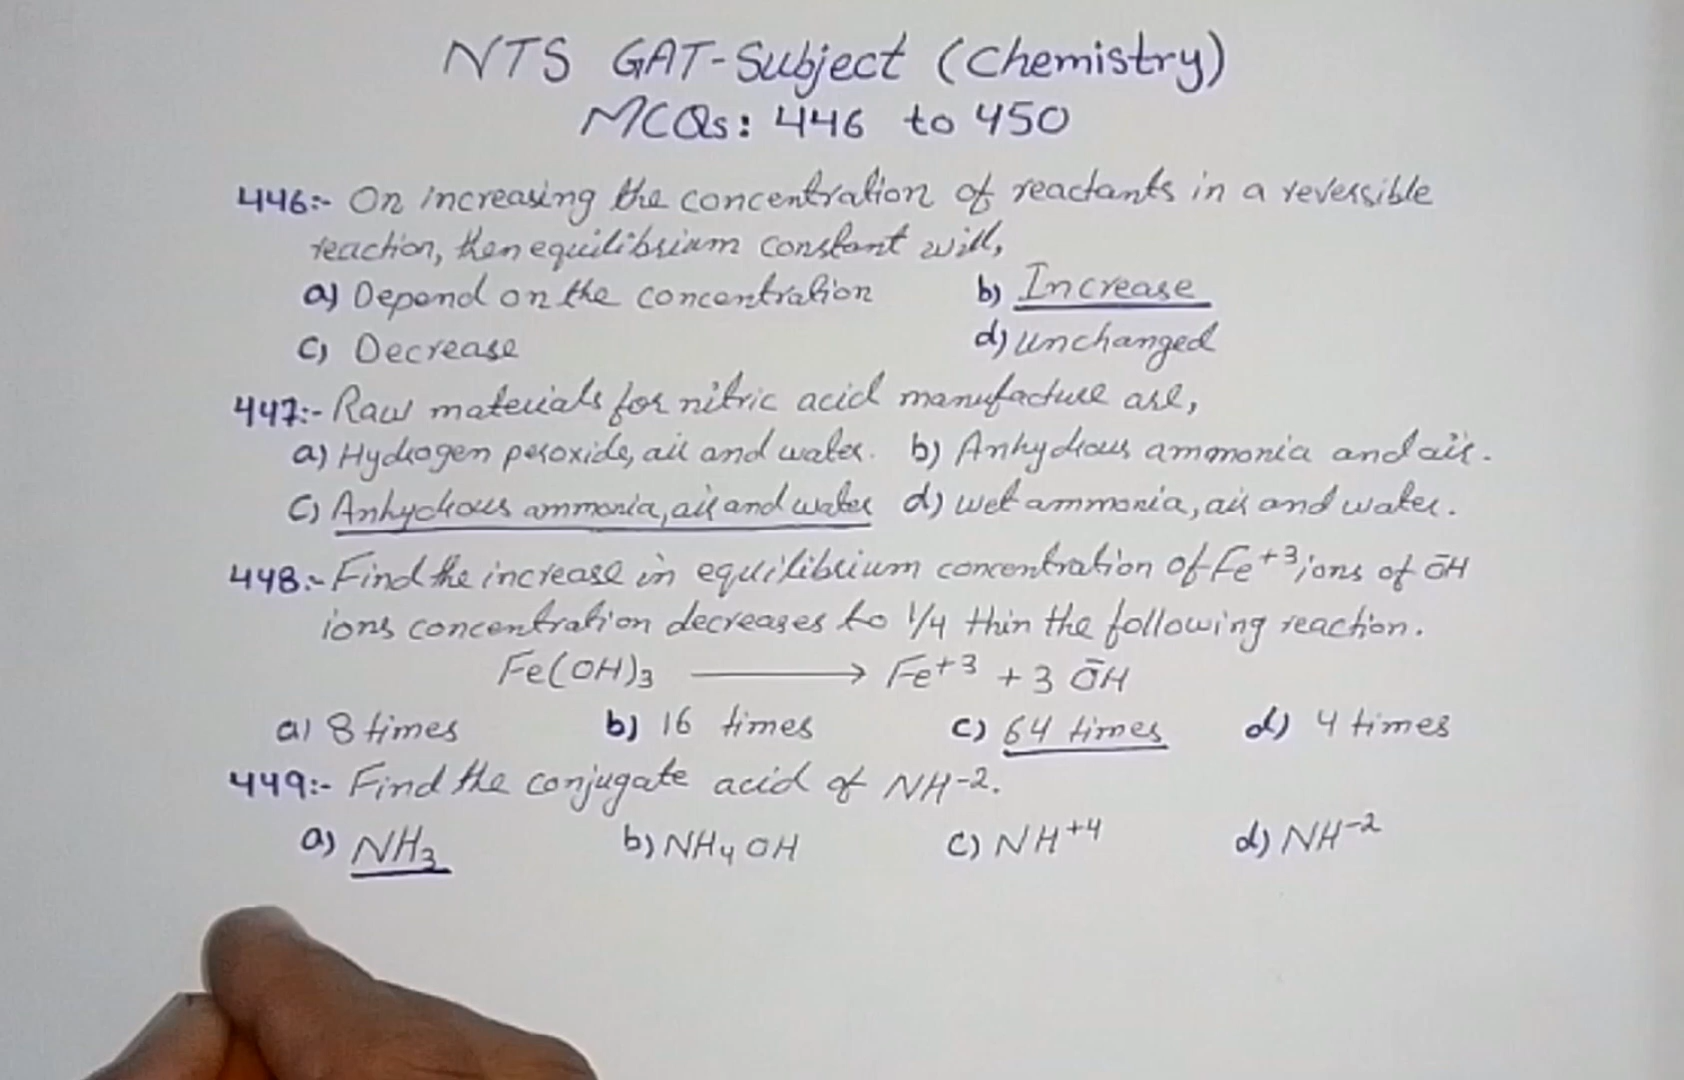 NTS GAT-Subject (Chemistry)
MCQs: 446 to 450
446:- On increasing the concentration of reactants in a reversible
reaction, then equilibrium constant will,
a) Depend on the concentration b) Increase
c) Decrease d) unchanged
447:- Raw materials for nitric acid manufacture are,
a) Hydrogen peroxide, air and water. b) Anhydrous ammonia and air.
c) Anhydrous ammonia, air and water d) wet ammonia, air and water.
448:- Find the increase in equilibrium concentration of Fe+3 ions of ŌH
ions concentration decreases to 1/4 thin the following reaction.
Fe(OH)3 ⟶ Fe+3 + 3 ŌH
a) 8 times b) 16 times c) 64 times d) 4 times
449:- Find the conjugate acid of NH-2.
a) NH3 b) NH4OH c) NH+4 d) NH-2